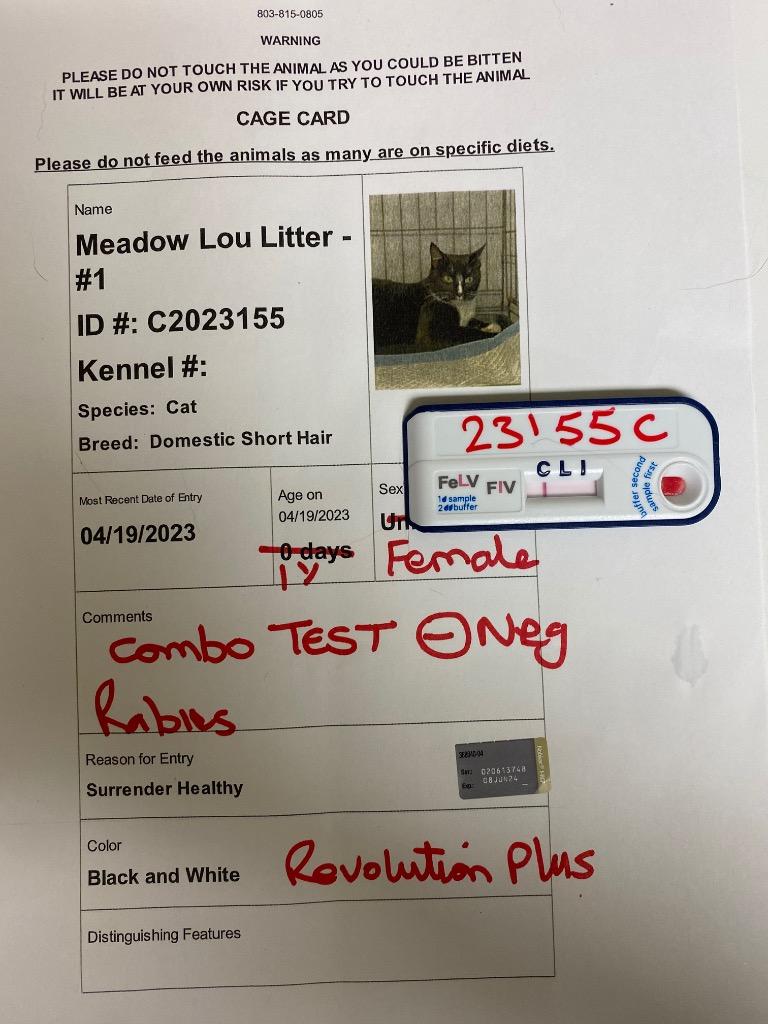 803-815-0805
WARNING
PLEASE DO NOT TOUCH THE ANIMAL AS YOU COULD BE BITTEN
IT WILL BE AT YOUR OWN RISK IF YOU TRY TO TOUCH THE ANIMAL
CAGE CARD
Please do not feed the animals as many are on specific diets.
Name
Meadow Lou Litter -
#1
ID #: C2023155
Kennel #:
Species: Cat
Breed: Domestic Short Hair
23'55C
FeLV FIV
C L I
1 sample
2 buffer
buffer second
sample first
Most Recent Date of Entry
04/19/2023
Age on
04/19/2023
0 days
1 y
Sex
Un
Female
Comments
Combo TEST ⊖ Neg
Rabies
Reason for Entry
Surrender Healthy
020613748
08JUN24
Color
Black and White
Revolution Plus
Distinguishing Features